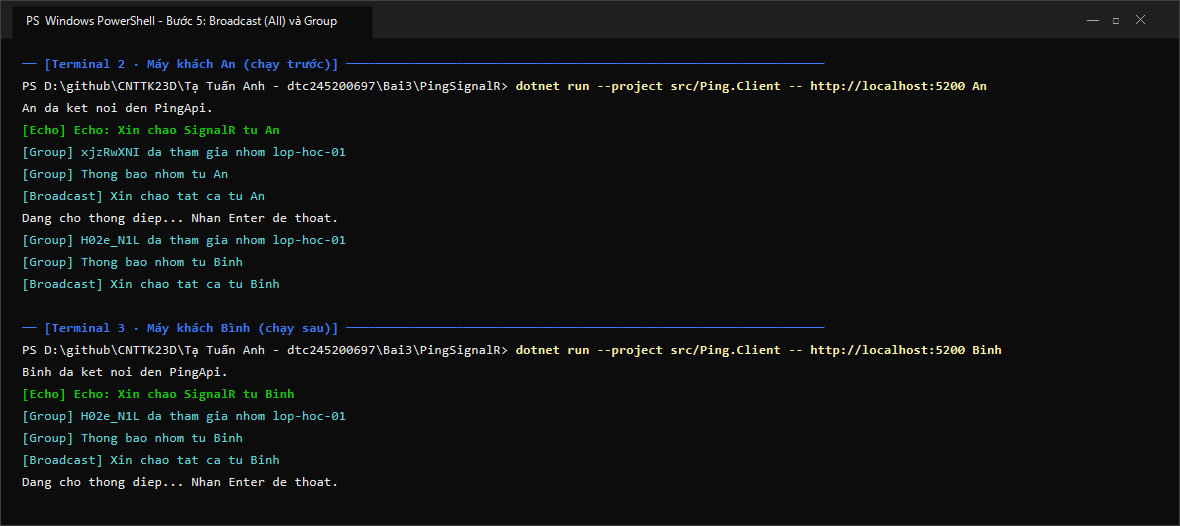 PS Windows PowerShell - Bước 5: Broadcast (All) và Group
── [Terminal 2 · Máy khách An (chạy trước)] ──────────
PS D:\github\CNTTK23D\Tạ Tuấn Anh - dtc245200697\Bai3\PingSignalR> dotnet run --project src/Ping.Client -- http://localhost:5200 An
An da ket noi den PingApi.
[Echo] Echo: Xin chao SignalR tu An
[Group] xjzRwXNI da tham gia nhom lop-hoc-01
[Group] Thong bao nhom tu An
[Broadcast] Xin chao tat ca tu An
Dang cho thong diep... Nhan Enter de thoat.
[Group] H02e_N1L da tham gia nhom lop-hoc-01
[Group] Thong bao nhom tu Binh
[Broadcast] Xin chao tat ca tu Binh
── [Terminal 3 · Máy khách Bình (chạy sau)] ──────────
PS D:\github\CNTTK23D\Tạ Tuấn Anh - dtc245200697\Bai3\PingSignalR> dotnet run --project src/Ping.Client -- http://localhost:5200 Binh
Binh da ket noi den PingApi.
[Echo] Echo: Xin chao SignalR tu Binh
[Group] H02e_N1L da tham gia nhom lop-hoc-01
[Group] Thong bao nhom tu Binh
[Broadcast] Xin chao tat ca tu Binh
Dang cho thong diep... Nhan Enter de thoat.